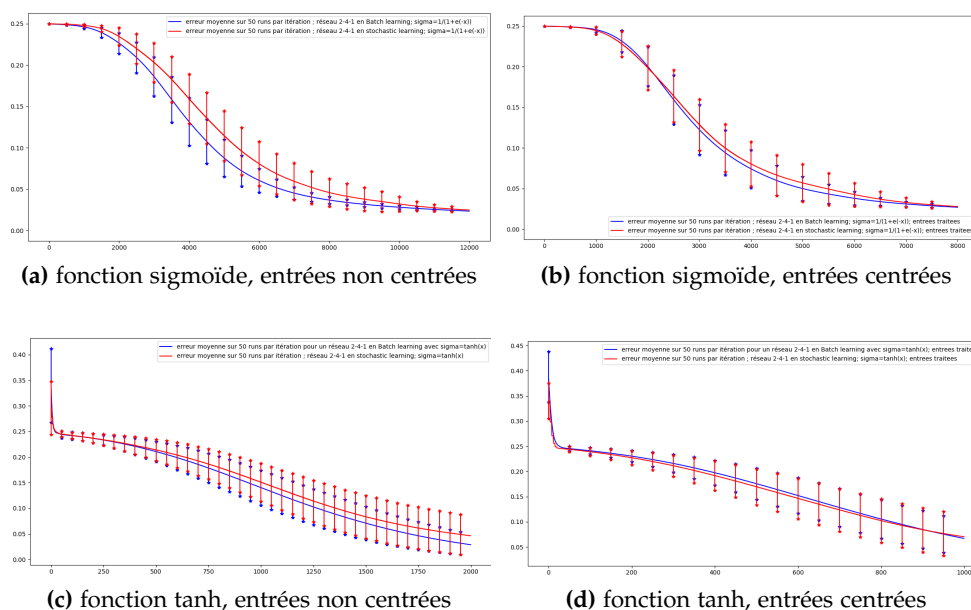 erreur moyenne sur 50 runs par itération ; réseau 2-4-1 en Batch learning; sigma=1/(1+e(-x))
erreur moyenne sur 50 runs par itération ; réseau 2-4-1 en stochastic learning; sigma=1/(1+e(-x))
0.25
0.20
0.15
0.10
0.05
0.00
0 2000 4000 6000 8000 10000 12000
(a) fonction sigmoïde, entrées non centrées
0.25
0.20
0.15
0.10
0.05
0.00
erreur moyenne sur 50 runs par itération ; réseau 2-4-1 en Batch learning; sigma=1/(1+e(-x)); entrees traitees
erreur moyenne sur 50 runs par itération ; réseau 2-4-1 en stochastic learning; sigma=1/(1+e(-x)); entrees traitees
0 1000 2000 3000 4000 5000 6000 7000 8000
(b) fonction sigmoïde, entrées centrées
erreur moyenne sur 50 runs par itération pour un réseau 2-4-1 en Batch learning avec sigma=tanh(x)
erreur moyenne sur 50 runs par itération ; réseau 2-4-1 en stochastic learning; sigma=tanh(x)
0.40
0.35
0.30
0.25
0.20
0.15
0.10
0.05
0.00
0 250 500 750 1000 1250 1500 1750 2000
(c) fonction tanh, entrées non centrées
erreur moyenne sur 50 runs par itération pour un réseau 2-4-1 en Batch learning avec sigma=tanh(x); entrees traitee
erreur moyenne sur 50 runs par itération ; réseau 2-4-1 en stochastic learning; sigma=tanh(x); entrees traitees
0.45
0.40
0.35
0.30
0.25
0.20
0.15
0.10
0.05
0 200 400 600 800 1000
(d) fonction tanh, entrées centrées